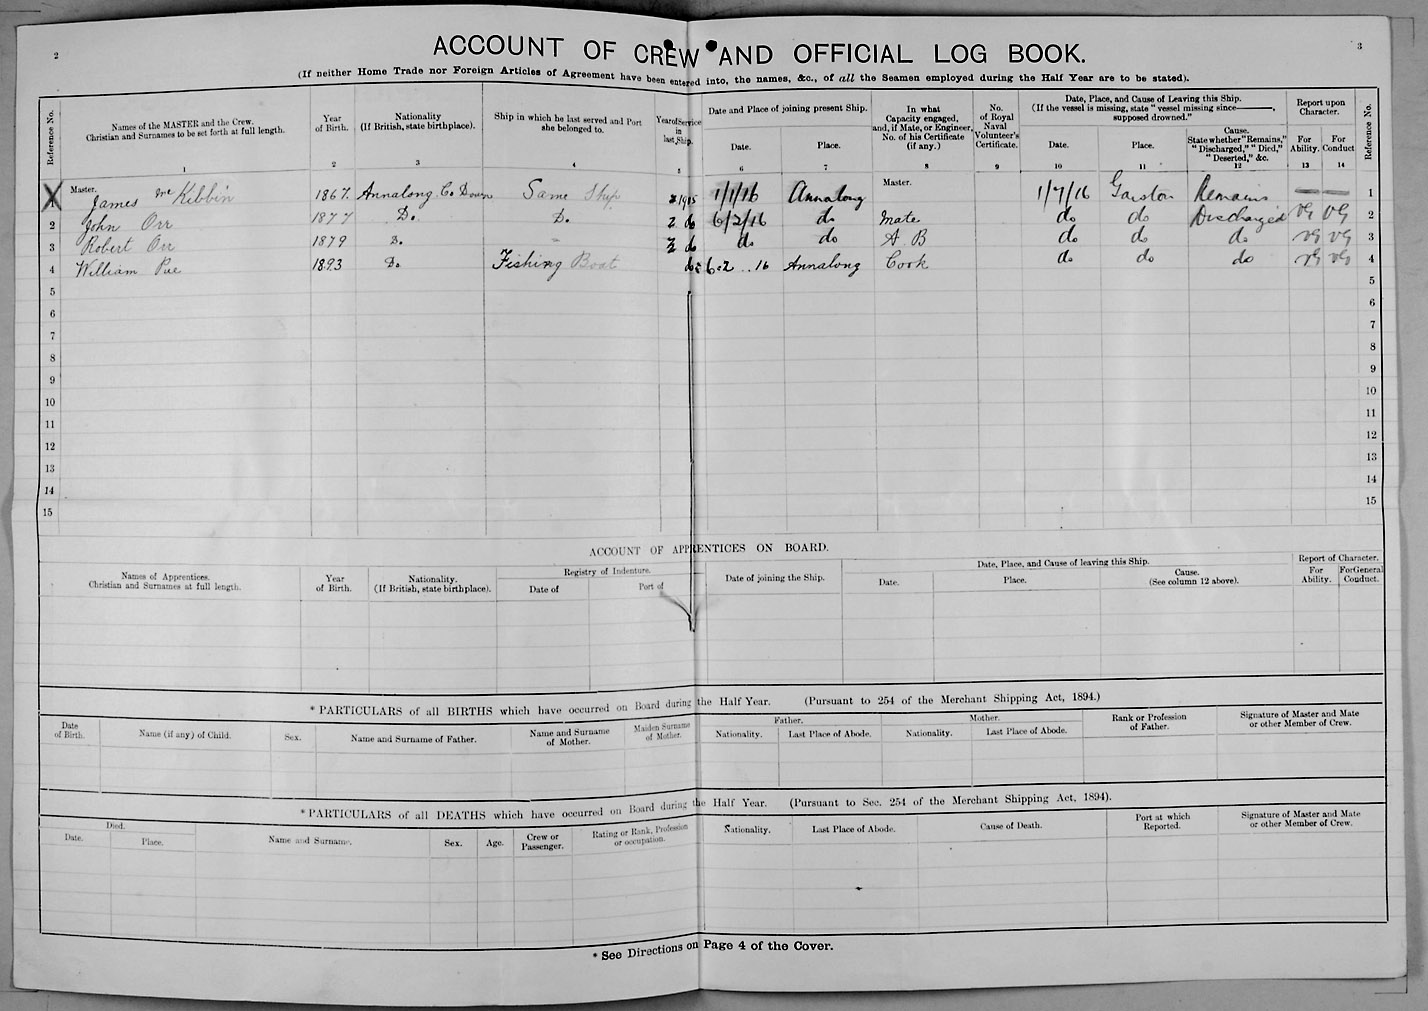 2
3
ACCOUNT OF CREW AND OFFICIAL LOG BOOK.
(If neither Home Trade nor Foreign Articles of Agreement have been entered into, the names, &c., of all the Seamen employed during the Half Year are to be stated).
Reference No.
Names of the MASTER and the Crew. Christian and Surnames to be set forth at full length.
Year of Birth.
Nationality (If British, state birthplace).
Ship in which he last served and Port she belonged to.
Year of Service in last Ship.
Date and Place of joining present Ship.
Date.
Place.
In what Capacity engaged, and, if Mate, or Engineer, No. of his Certificate (if any.)
No. of Royal Naval Volunteer's Certificate.
Date, Place, and Cause of Leaving this Ship. (If the vessel is missing, state "vessel missing since———, supposed drowned."
Date.
Place.
Cause. State whether "Remains," "Discharged," "Died," "Deserted," &c.
Report upon Character.
For Ability.
For Conduct
Reference No.
1 2 3 4 5 6 7 8 9 10 11 12 13 14
X Master. James Mc Kibbin 1867. Annalong Co Down Same Ship 1915 1/1/16 Annalong Master. 1/7/16 Garston Remains — — 1
2 John Orr 1877 Do. Do. 2 do 6/2/16 do Mate do do Discharged VG VG 2
3 Robert Orr 1879 Do. " do do do A B do do do VG VG 3
4 William Pue 1893 Do. Fishing Boat do 6.2..16 Annalong Cook do do do VG VG 4
5 5
6 6
7 7
8 8
9 9
10 10
11 11
12 12
13 13
14 14
15 15
ACCOUNT OF APPRENTICES ON BOARD.
Names of Apprentices. Christian and Surnames at full length.
Year of Birth.
Nationality. (If British, state birthplace).
Registry of Indenture.
Date of
Port of
Date of joining the Ship.
Date, Place, and Cause of leaving this Ship.
Date.
Place.
Cause. (See column 12 above).
Report of Character.
For Ability.
For General Conduct.
* PARTICULARS of all BIRTHS which have occurred on Board during the Half Year. (Pursuant to 254 of the Merchant Shipping Act, 1894.)
Date of Birth.
Name (if any) of Child.
Sex.
Name and Surname of Father.
Name and Surname of Mother.
Maiden Surname of Mother.
Father.
Nationality.
Last Place of Abode.
Mother.
Nationality.
Last Place of Abode.
Rank or Profession of Father.
Signature of Master and Mate or other Member of Crew.
* PARTICULARS of all DEATHS which have occurred on Board during the Half Year. (Pursuant to Sec. 254 of the Merchant Shipping Act, 1894).
Died.
Date.
Place.
Name and Surname.
Sex.
Age.
Crew or Passenger.
Rating or Rank, Profession or occupation.
Nationality.
Last Place of Abode.
Cause of Death.
Port at which Reported.
Signature of Master and Mate or other Member of Crew.
* See Directions on Page 4 of the Cover.